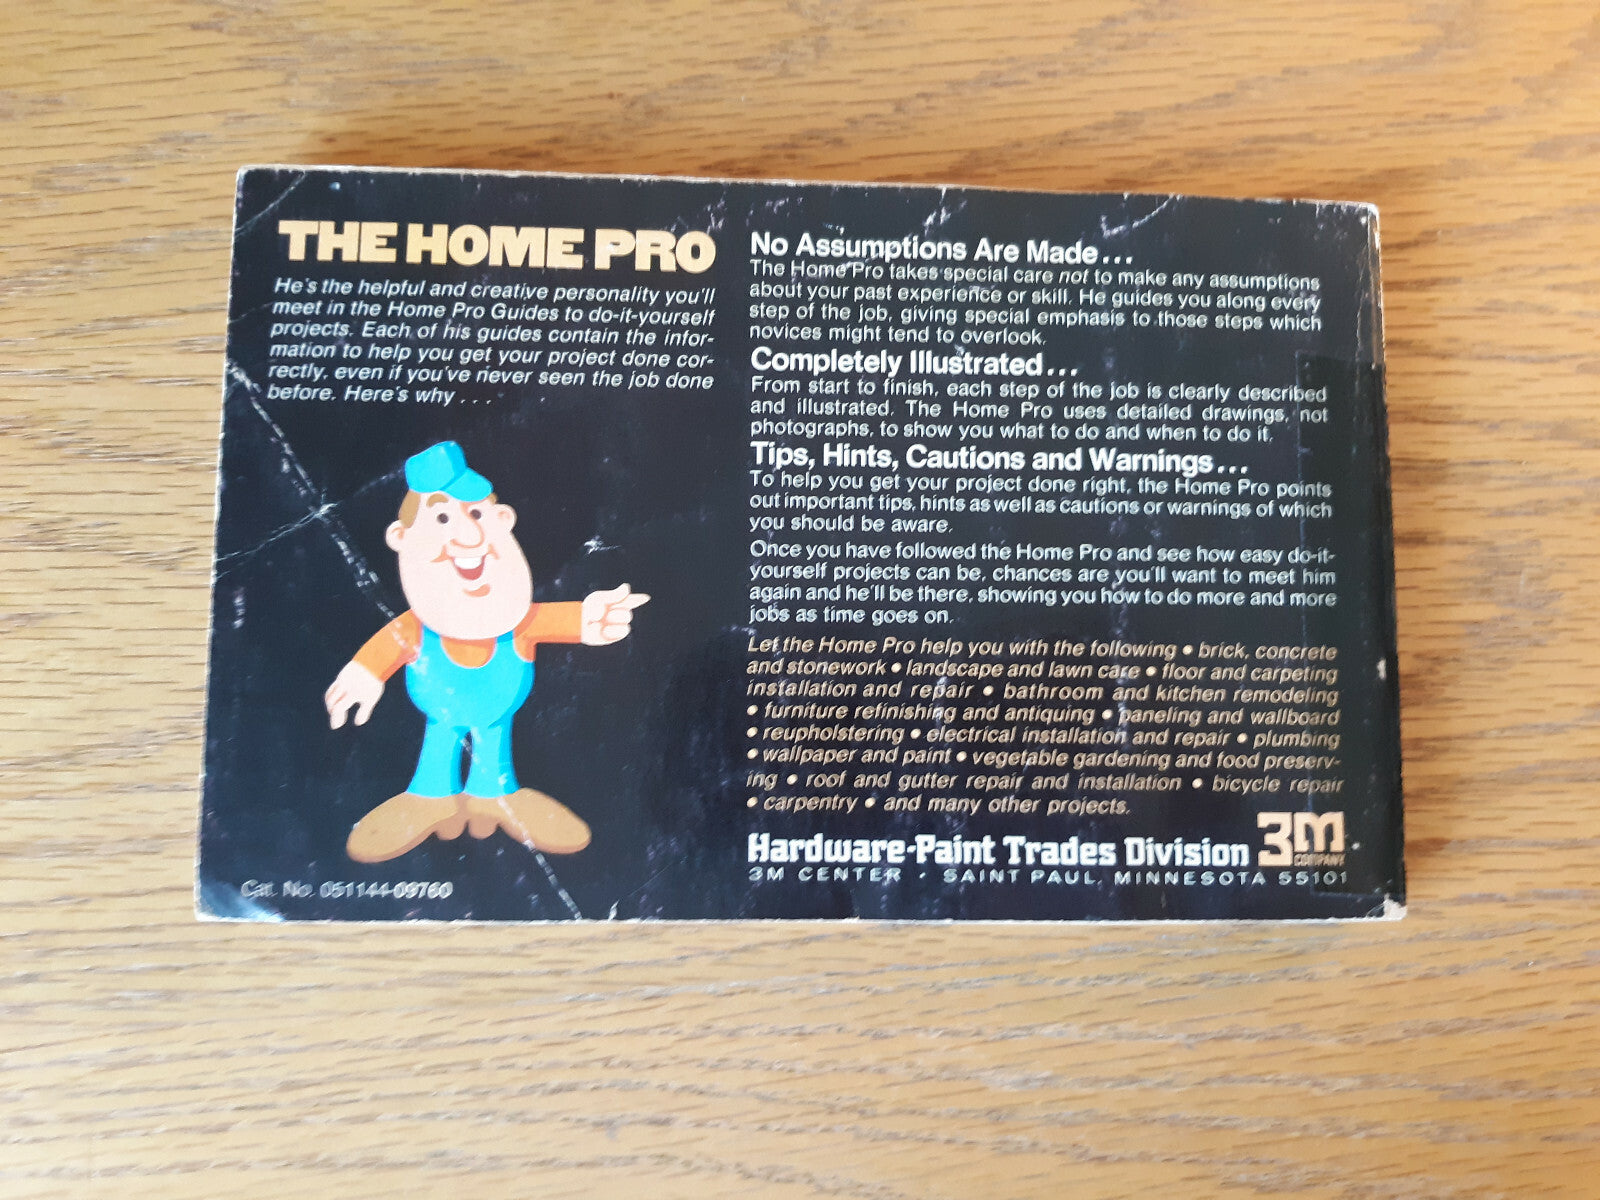 THE HOME PRO
He's the helpful and creative personality you'll
meet in the Home Pro Guides to do-it-yourself
projects. Each of his guides contain the infor-
mation to help you get your project done cor-
rectly, even if you've never seen the job done
before. Here's why . . .
Cat. No. 051144-09760
No Assumptions Are Made...
The Home Pro takes special care not to make any assumptions
about your past experience or skill. He guides you along every
step of the job, giving special emphasis to those steps which
novices might tend to overlook.
Completely Illustrated...
From start to finish, each step of the job is clearly described
and illustrated. The Home Pro uses detailed drawings, not
photographs, to show you what to do and when to do it.
Tips, Hints, Cautions and Warnings...
To help you get your project done right, the Home Pro points
out important tips, hints as well as cautions or warnings of which
you should be aware.
Once you have followed the Home Pro and see how easy do-it-
yourself projects can be, chances are you'll want to meet him
again and he'll be there, showing you how to do more and more
jobs as time goes on.
Let the Home Pro help you with the following • brick, concrete
and stonework • landscape and lawn care • floor and carpeting
installation and repair • bathroom and kitchen remodeling
• furniture refinishing and antiquing • paneling and wallboard
• reupholstering • electrical installation and repair • plumbing
• wallpaper and paint • vegetable gardening and food preserv-
ing • roof and gutter repair and installation • bicycle repair
• carpentry • and many other projects.
Hardware-Paint Trades Division 3M
COMPANY
3M CENTER • SAINT PAUL, MINNESOTA 55101